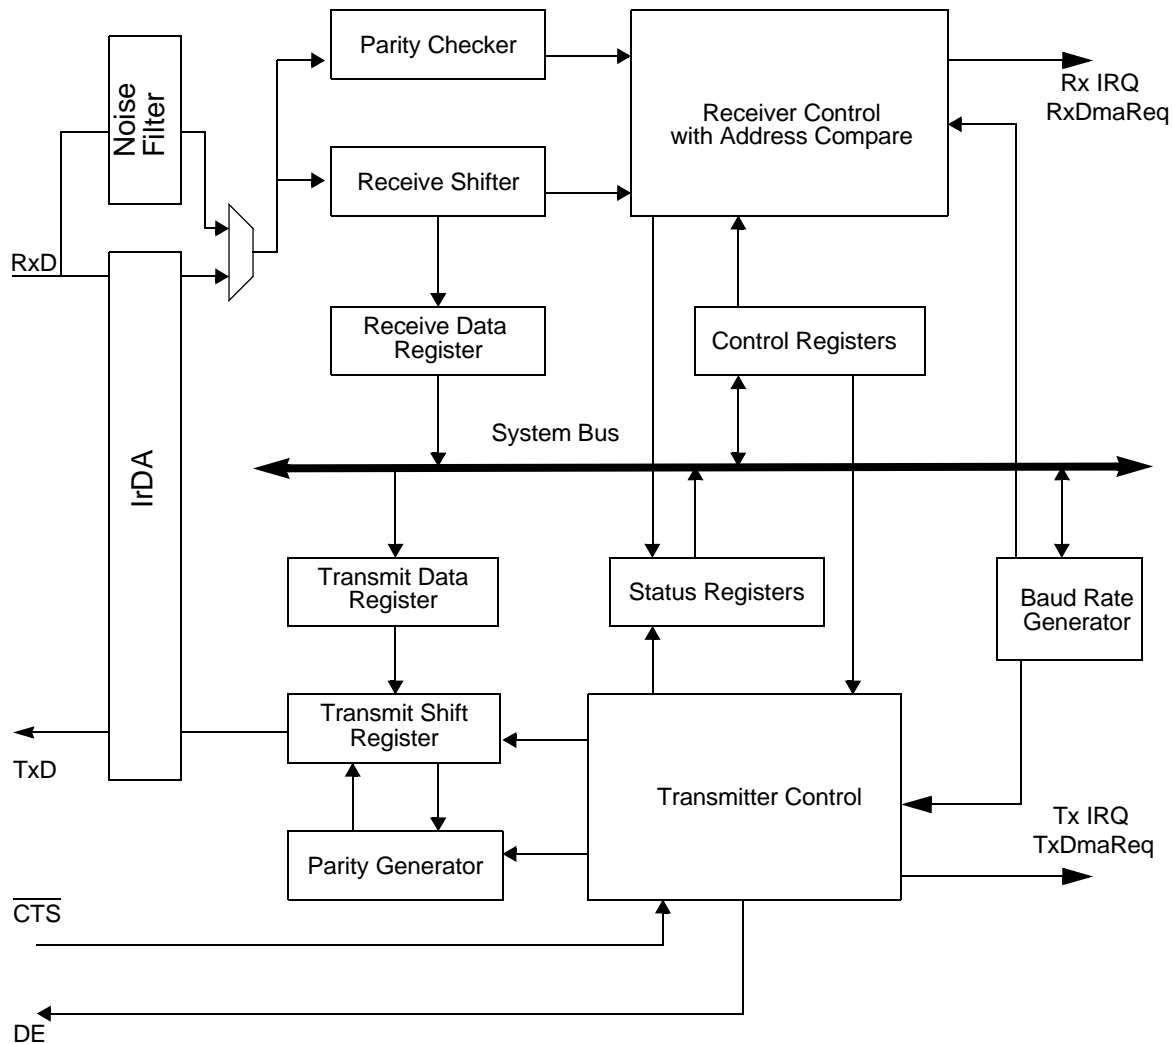 Parity Checker
Noise
Filter
Rx IRQ
RxDmaReq
Receiver Control
with Address Compare
Receive Shifter
RxD
Receive Data
Register
Control Registers
System Bus
IrDA
Transmit Data
Register
Status Registers
Baud Rate
Generator
Transmit Shift
Register
TxD
Transmitter Control
Tx IRQ
TxDmaReq
Parity Generator
CTS
DE